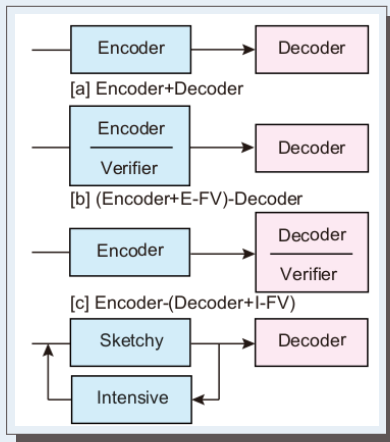 Encoder
Decoder
[a] Encoder+Decoder
Encoder
Verifier
Decoder
[b] (Encoder+E-FV)-Decoder
Encoder
Decoder
Verifier
[c] Encoder-(Decoder+I-FV)
Sketchy
Decoder
Intensive